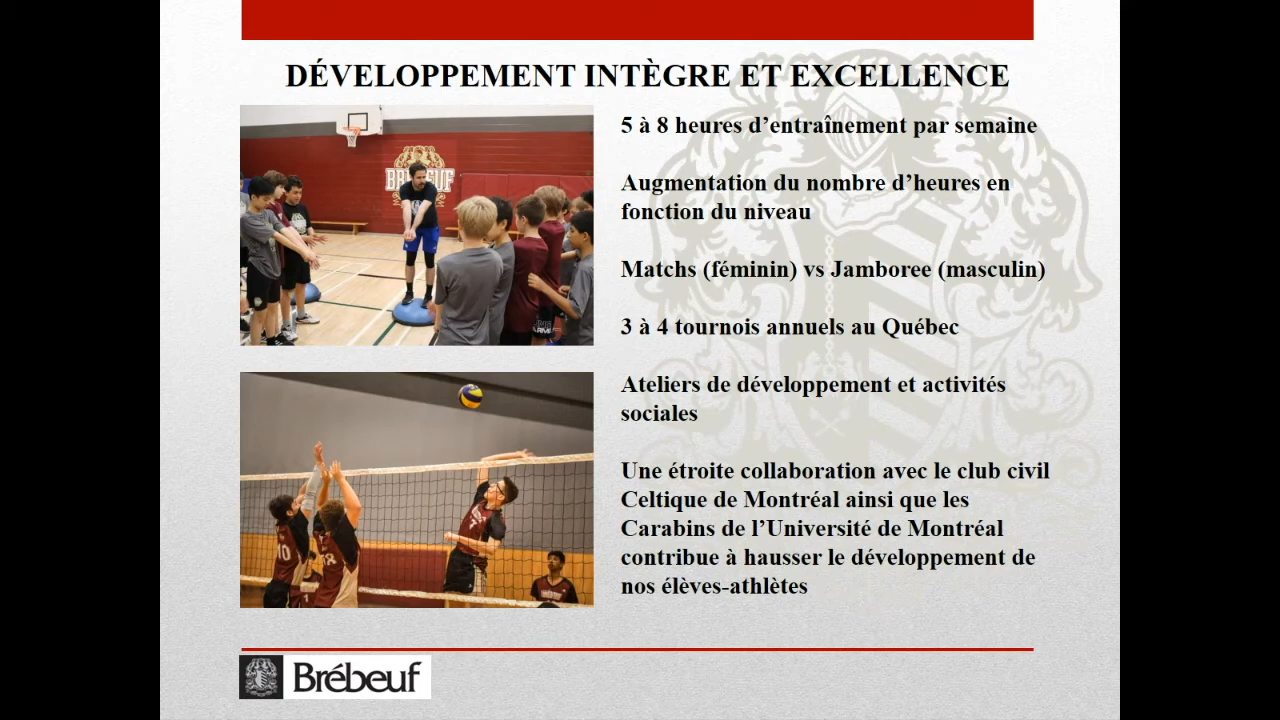 DÉVELOPPEMENT INTÈGRE ET EXCELLENCE
5 à 8 heures d’entraînement par semaine
Augmentation du nombre d’heures en
fonction du niveau
Matchs (féminin) vs Jamboree (masculin)
3 à 4 tournois annuels au Québec
Ateliers de développement et activités
sociales
Une étroite collaboration avec le club civil
Celtique de Montréal ainsi que les
Carabins de l’Université de Montréal
contribue à hausser le développement de
nos élèves-athlètes
BRÉBEUF
10
7
Brébeuf